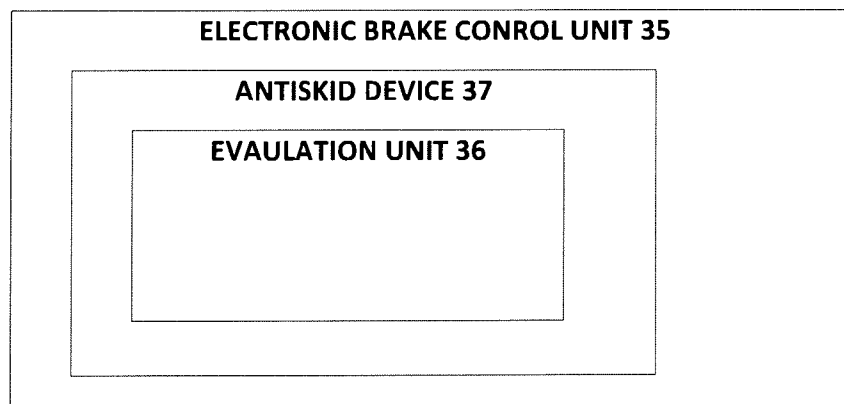 ELECTRONIC BRAKE CONROL UNIT 35
ANTISKID DEVICE 37
EVAULATION UNIT 36